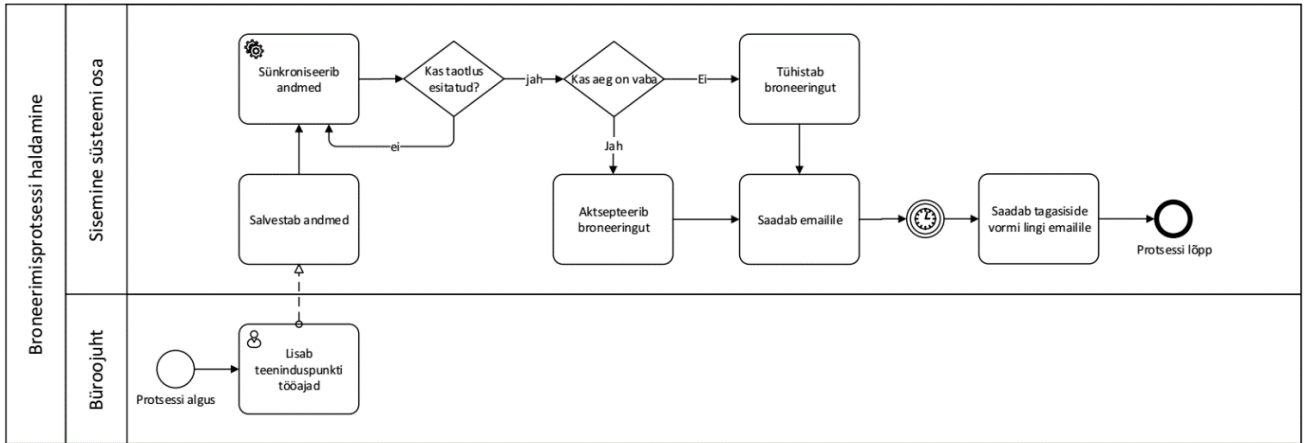 Broneerimisprotsessi haldamine
Sisemine süsteemi osa
Sünkroniseerib
andmed
Kas taotlus
esitatud?
jah
Kas aeg on vaba
Ei
Tühistab
broneeringut
ei
Jah
Salvestab andmed
Aktsepteerib
broneeringut
Saadab emailile
Saadab tagasiside
vormi lingi emailile
Protsessi lõpp
Büroojuht
Protsessi algus
Lisab
teeninduspunkti
tööajad